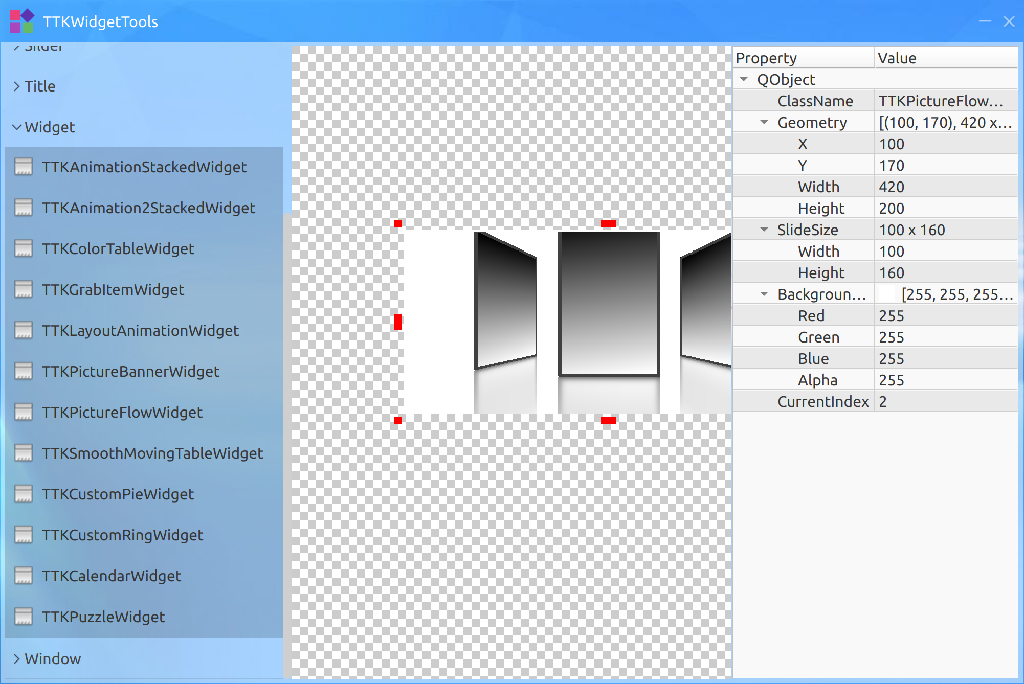 TTKWidgetTools
Slider
Title
Widget
TTKAnimationStackedWidget
TTKAnimation2StackedWidget
TTKColorTableWidget
TTKGrabItemWidget
TTKLayoutAnimationWidget
TTKPictureBannerWidget
TTKPictureFlowWidget
TTKSmoothMovingTableWidget
TTKCustomPieWidget
TTKCustomRingWidget
TTKCalendarWidget
TTKPuzzleWidget
Window
Property Value
QObject
ClassName TTKPictureFlow...
Geometry [(100, 170), 420 x...
X 100
Y 170
Width 420
Height 200
SlideSize 100 x 160
Width 100
Height 160
Backgroun... [255, 255, 255...
Red 255
Green 255
Blue 255
Alpha 255
CurrentIndex 2